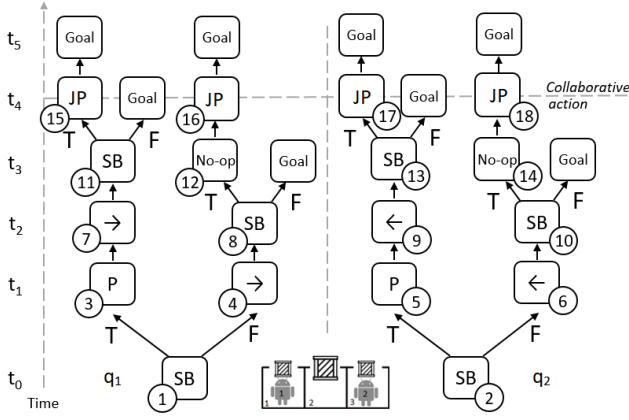 t5 Goal Goal Goal Goal
t4 JP Goal JP JP Goal JP Collaborative
action
15 16 17 18
T F T F
t3 SB No-op Goal SB No-op Goal
11 12 13 14
T F T F
t2 → SB ← SB
7 8 9 10
t1 P → P ←
3 4 5 6
T F T F
t0 q1 SB SB q2
1 2
Time
1 2
1 2 3